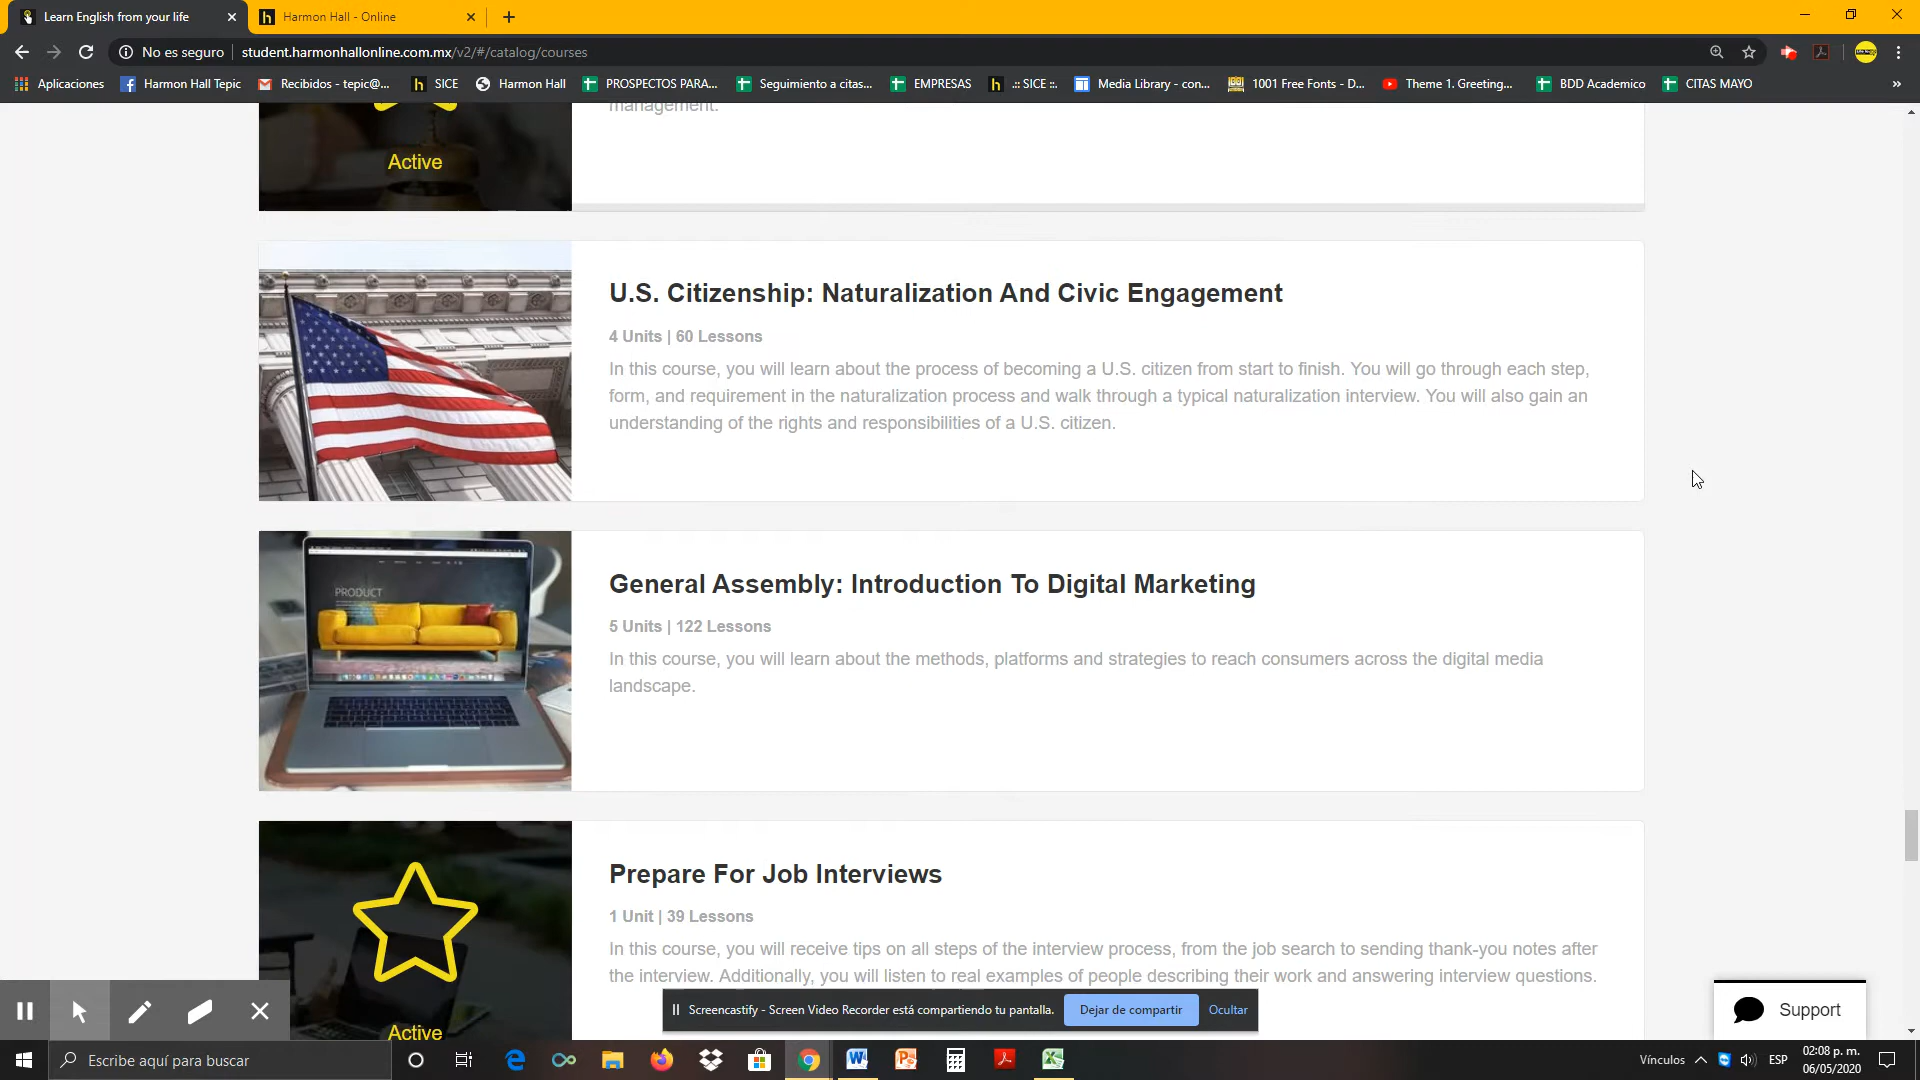 Learn English from your life
Harmon Hall - Online
No es seguro
student.harmonhallonline.com.mx/v2/#/catalog/courses
Aplicaciones
Harmon Hall Tepic
Recibidos - tepic@...
SICE
Harmon Hall
PROSPECTOS PARA...
Seguimiento a citas...
EMPRESAS
.:: SICE ::.
Media Library - con...
1001 Free Fonts - D...
Theme 1. Greeting...
BDD Academico
CITAS MAYO
»
management.
Active
U.S. Citizenship: Naturalization And Civic Engagement
4 Units | 60 Lessons
In this course, you will learn about the process of becoming a U.S. citizen from start to finish. You will go through each step,
form, and requirement in the naturalization process and walk through a typical naturalization interview. You will also gain an
understanding of the rights and responsibilities of a U.S. citizen.
PRODUCT
General Assembly: Introduction To Digital Marketing
5 Units | 122 Lessons
In this course, you will learn about the methods, platforms and strategies to reach consumers across the digital media
landscape.
Prepare For Job Interviews
1 Unit | 39 Lessons
In this course, you will receive tips on all steps of the interview process, from the job search to sending thank-you notes after
the interview. Additionally, you will listen to real examples of people describing their work and answering interview questions.
Active
Screencastify - Screen Video Recorder está compartiendo tu pantalla.
Dejar de compartir
Ocultar
Support
Escribe aquí para buscar
Vínculos
ESP
02:08 p. m.
06/05/2020